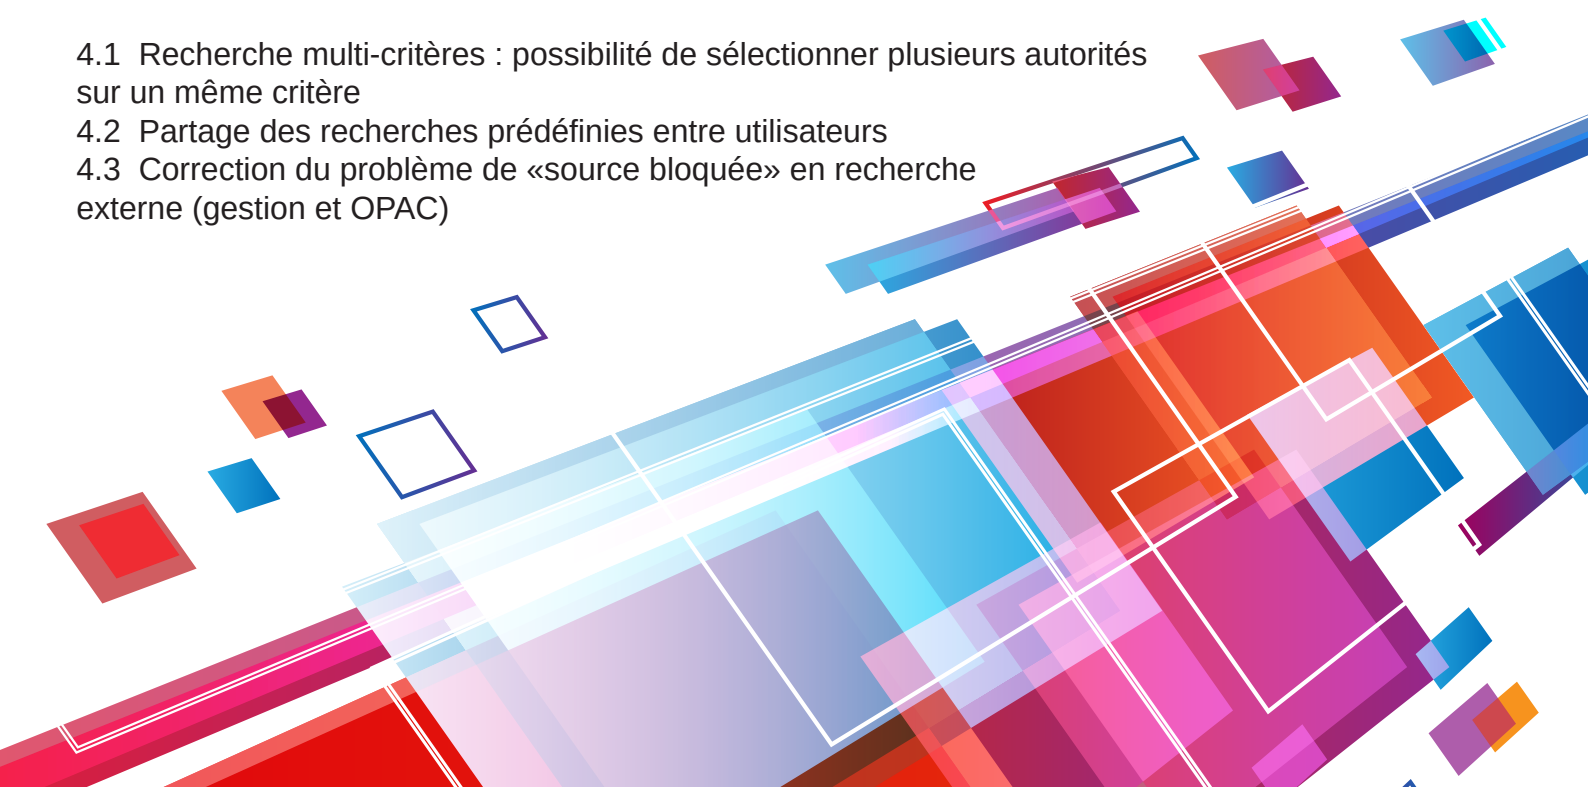 4.1  Recherche multi-critères : possibilité de sélectionner plusieurs autorités
sur un même critère
4.2  Partage des recherches prédéfinies entre utilisateurs
4.3  Correction du problème de «source bloquée» en recherche
externe (gestion et OPAC)